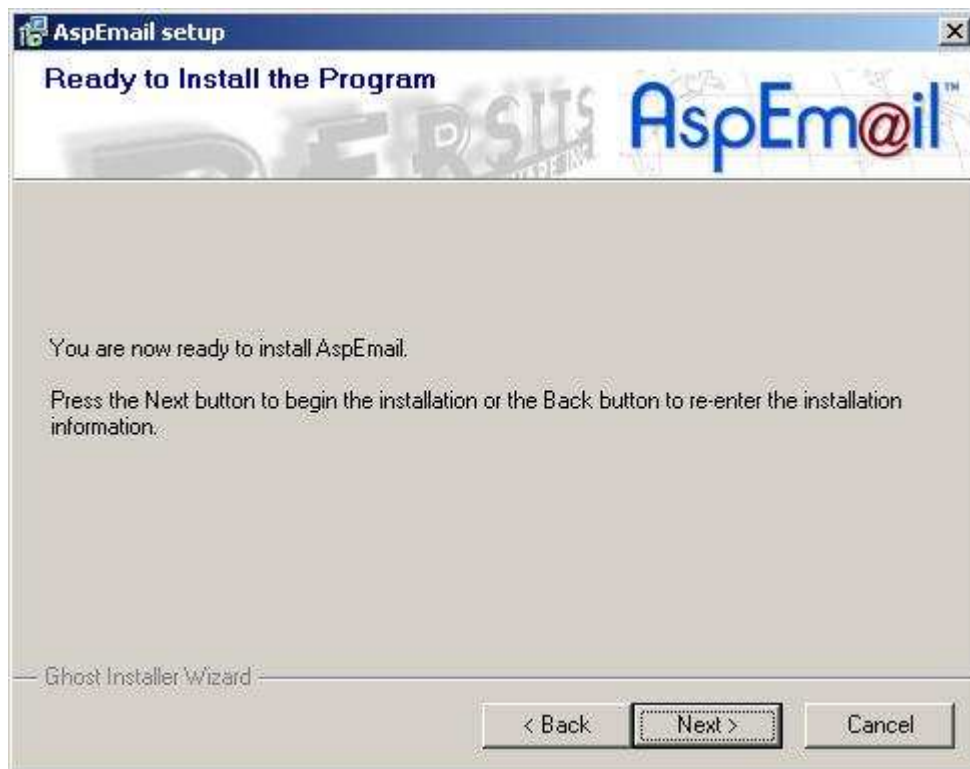 AspEmail setup
Ready to Install the Program
PERSITS
AspEm@il™
You are now ready to install AspEmail.
Press the Next button to begin the installation or the Back button to re-enter the installation
information.
Ghost Installer Wizard
< Back
Next >
Cancel